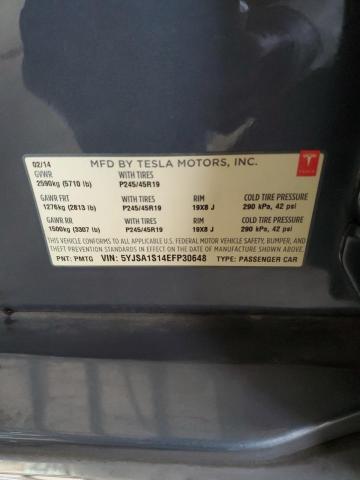 02/14 MFD BY TESLA MOTORS, INC.
GVWR WITH TIRES
2590kg (5710 lb) P245/45R19
TESLA
GAWR FRT WITH TIRES RIM COLD TIRE PRESSURE
1276kg (2813 lb) P245/45R19 19X8 J 290 kPa, 42 psi
GAWR RR WITH TIRES RIM COLD TIRE PRESSURE
1500kg (3307 lb) P245/45R19 19X8 J 290 kPa, 42 psi
THIS VEHICLE CONFORMS TO ALL APPLICABLE U.S. FEDERAL MOTOR VEHICLE SAFETY, BUMPER, AND
THEFT PREVENTION STANDARDS IN EFFECT ON THE DATE OF MANUFACTURE SHOWN ABOVE.
PNT: PMTG VIN: 5YJSA1S14EFP30648 TYPE: PASSENGER CAR